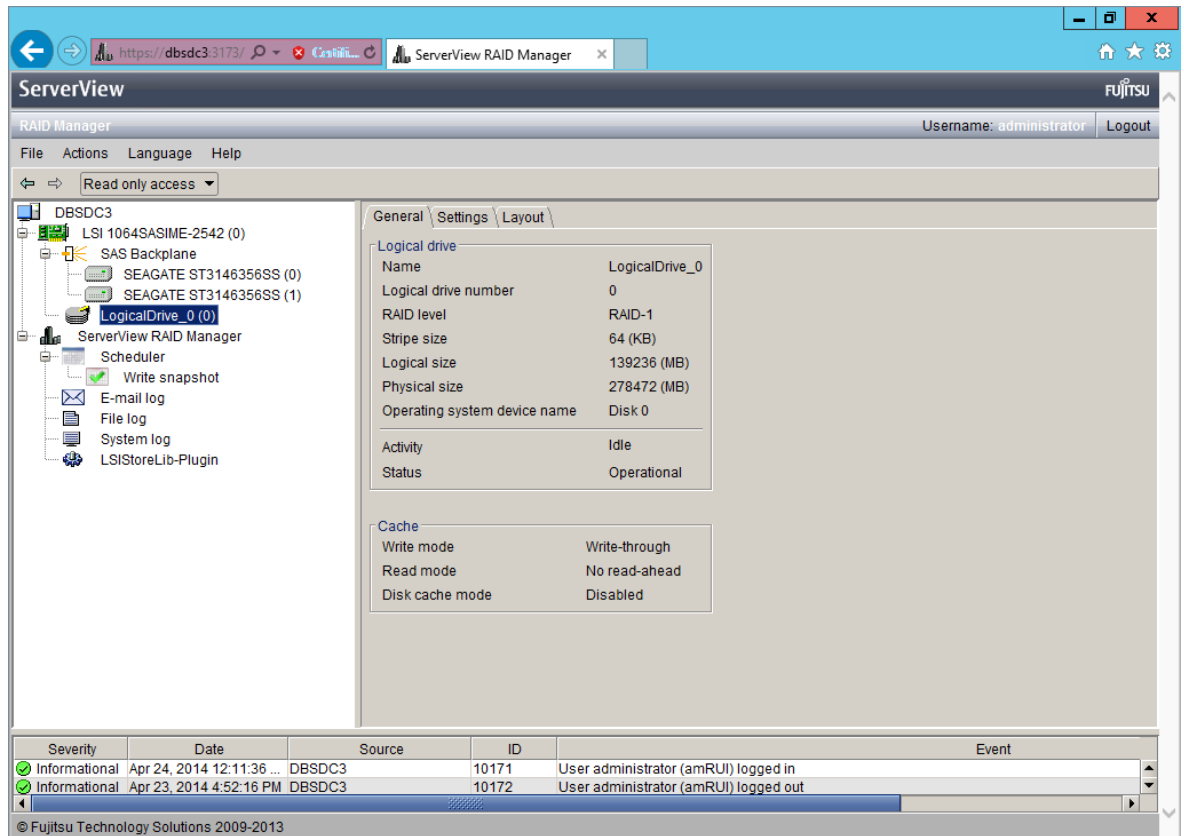 https://dbsdc3:3173/
ServerView RAID Manager
ServerView
FUJITSU
RAID Manager
Username: administrator
Logout
File Actions Language Help
Read only access
DBSDC3
LSI 1064SASIME-2542 (0)
SAS Backplane
SEAGATE ST3146356SS (0)
SEAGATE ST3146356SS (1)
LogicalDrive_0 (0)
ServerView RAID Manager
Scheduler
Write snapshot
E-mail log
File log
System log
LSIStoreLib-Plugin
General Settings Layout
Logical drive
Name LogicalDrive_0
Logical drive number 0
RAID level RAID-1
Stripe size 64 (KB)
Logical size 139236 (MB)
Physical size 278472 (MB)
Operating system device name Disk 0
Activity Idle
Status Operational
Cache
Write mode Write-through
Read mode No read-ahead
Disk cache mode Disabled
Severity Date Source ID Event
Informational Apr 24, 2014 12:11:36 ... DBSDC3 10171 User administrator (amRUI) logged in
Informational Apr 23, 2014 4:52:16 PM DBSDC3 10172 User administrator (amRUI) logged out
© Fujitsu Technology Solutions 2009-2013